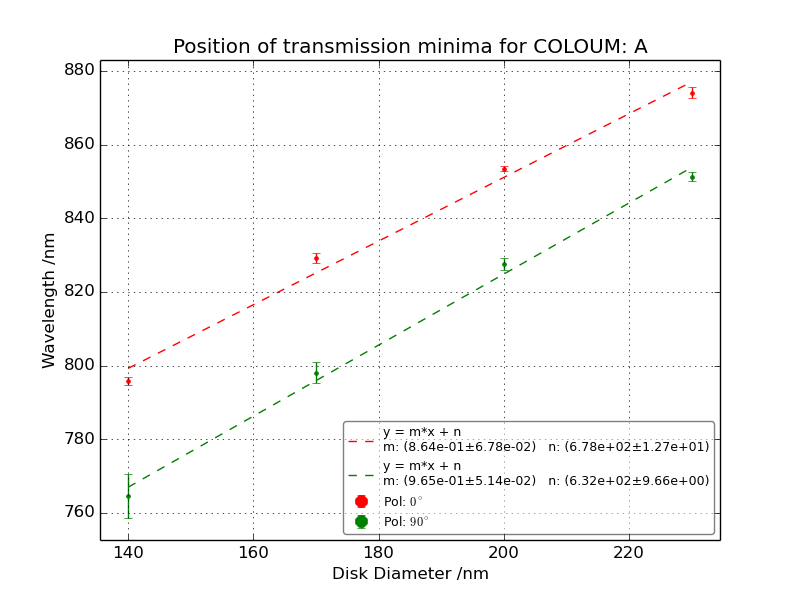 Position of transmission minima for COLOUM: A
Wavelength /nm
880
860
840
820
800
780
760
140
160
180
200
220
Disk Diameter /nm
y = m*x + n
m: (8.64e-01±6.78e-02)   n: (6.78e+02±1.27e+01)
y = m*x + n
m: (9.65e-01±5.14e-02)   n: (6.32e+02±9.66e+00)
Pol: 0°
Pol: 90°